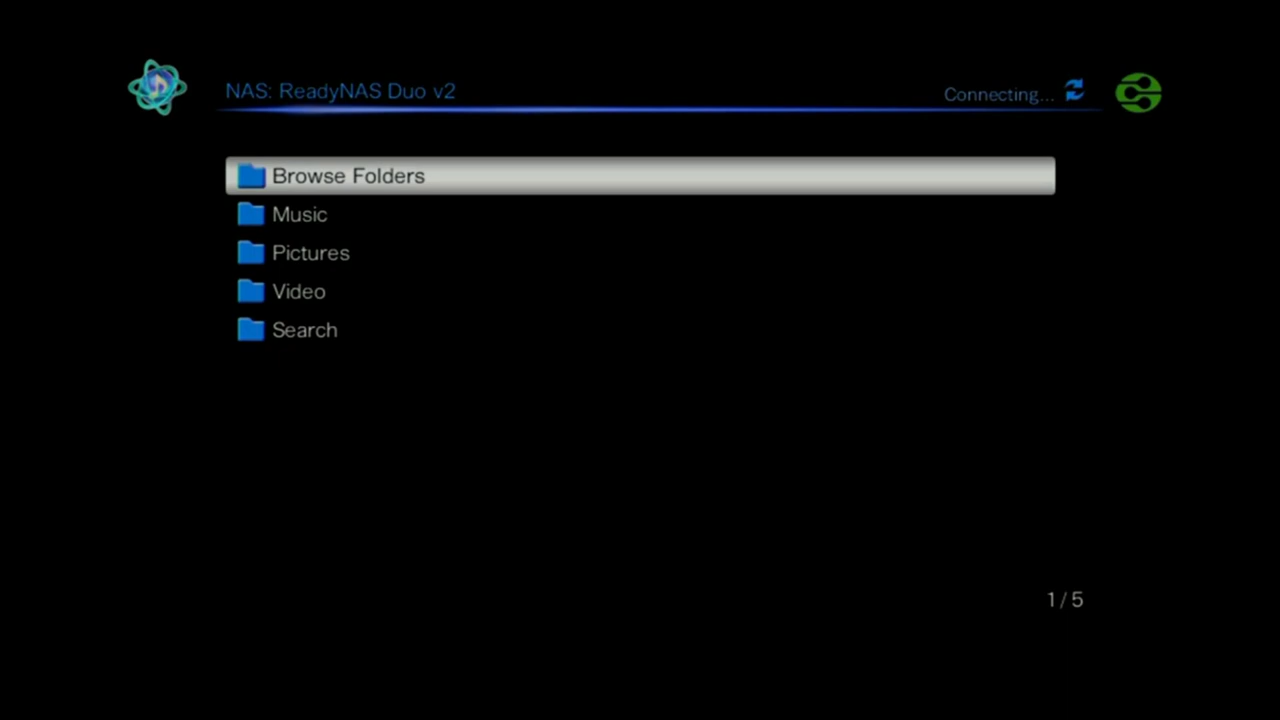 NAS: ReadyNAS Duo v2
Connecting...
Browse Folders
Music
Pictures
Video
Search
1/5